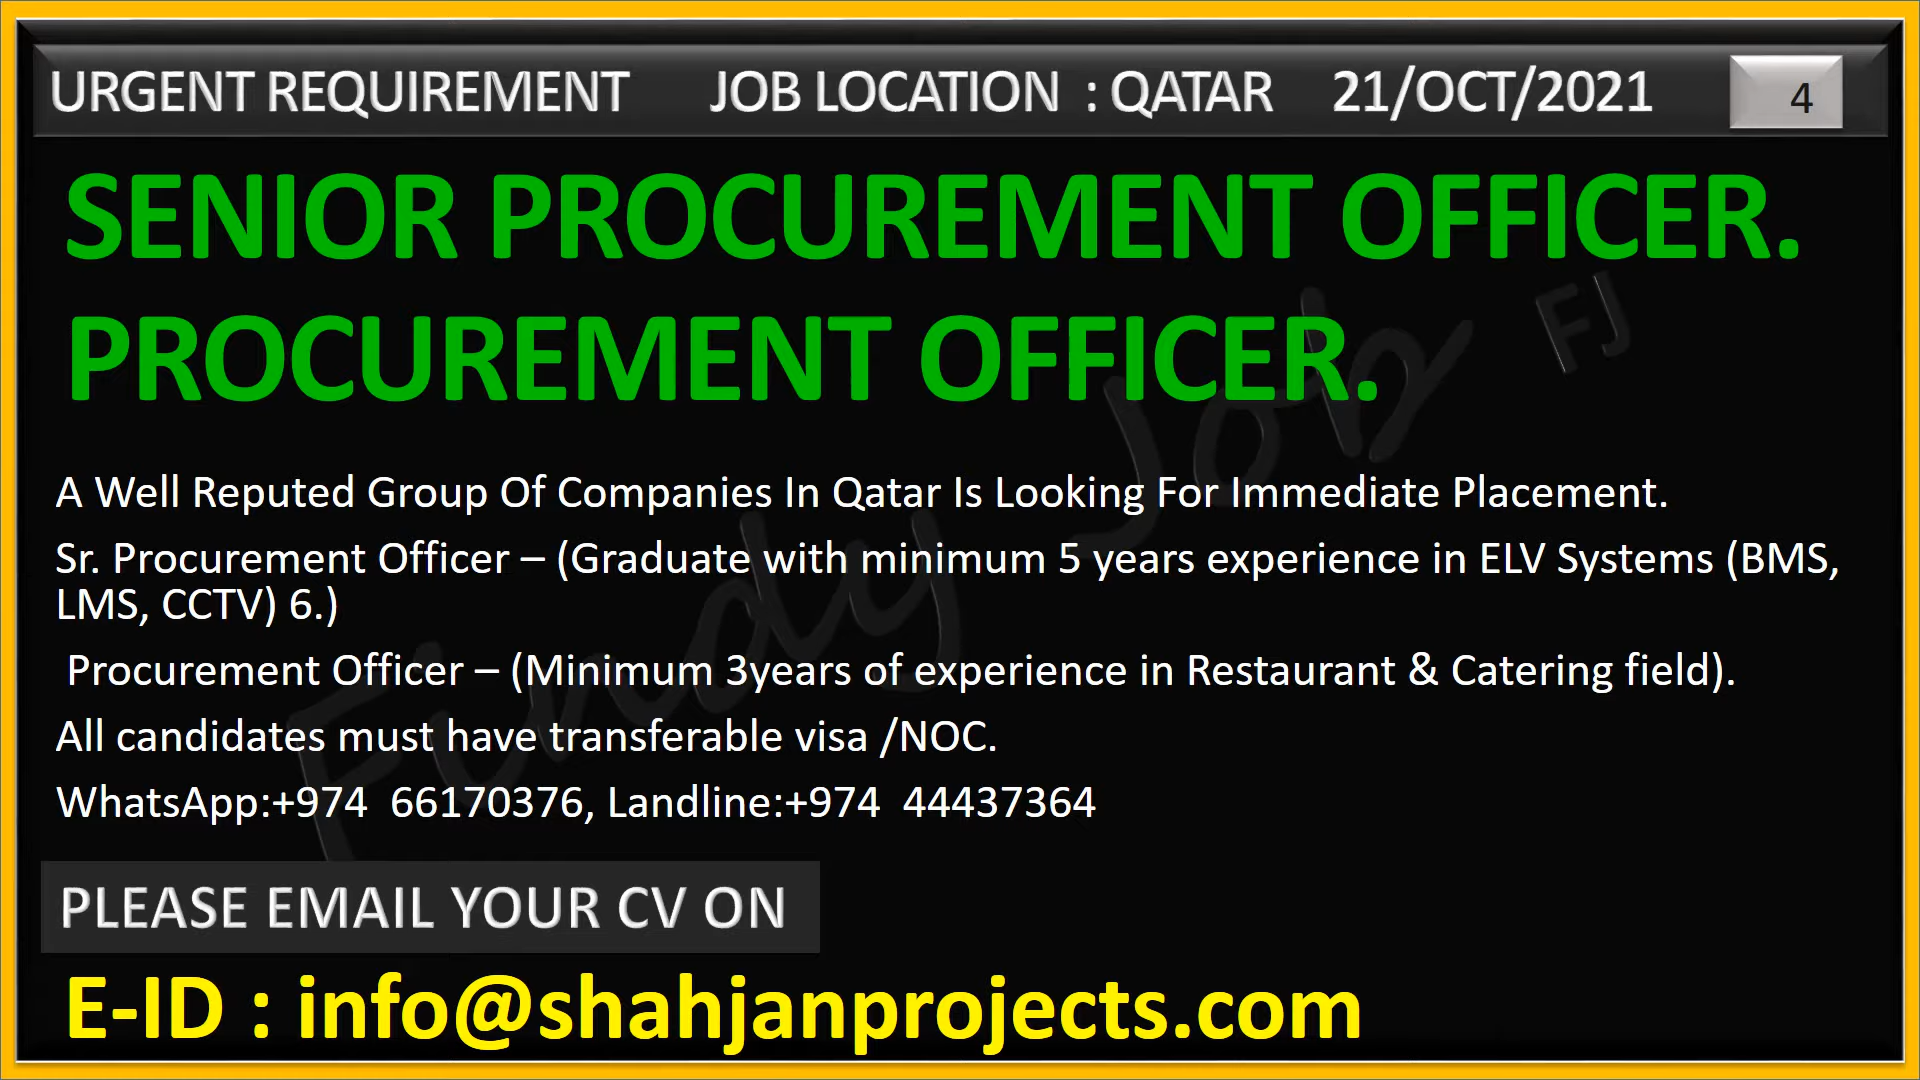 URGENT REQUIREMENT JOB LOCATION : QATAR 21/OCT/2021 4
SENIOR PROCUREMENT OFFICER.
PROCUREMENT OFFICER.
A Well Reputed Group Of Companies In Qatar Is Looking For Immediate Placement.
Sr. Procurement Officer – (Graduate with minimum 5 years experience in ELV Systems (BMS,
LMS, CCTV) 6.)
Procurement Officer – (Minimum 3years of experience in Restaurant & Catering field).
All candidates must have transferable visa /NOC.
WhatsApp:+974 66170376, Landline:+974 44437364
PLEASE EMAIL YOUR CV ON
E-ID : info@shahjanprojects.com
Findy Job FJ